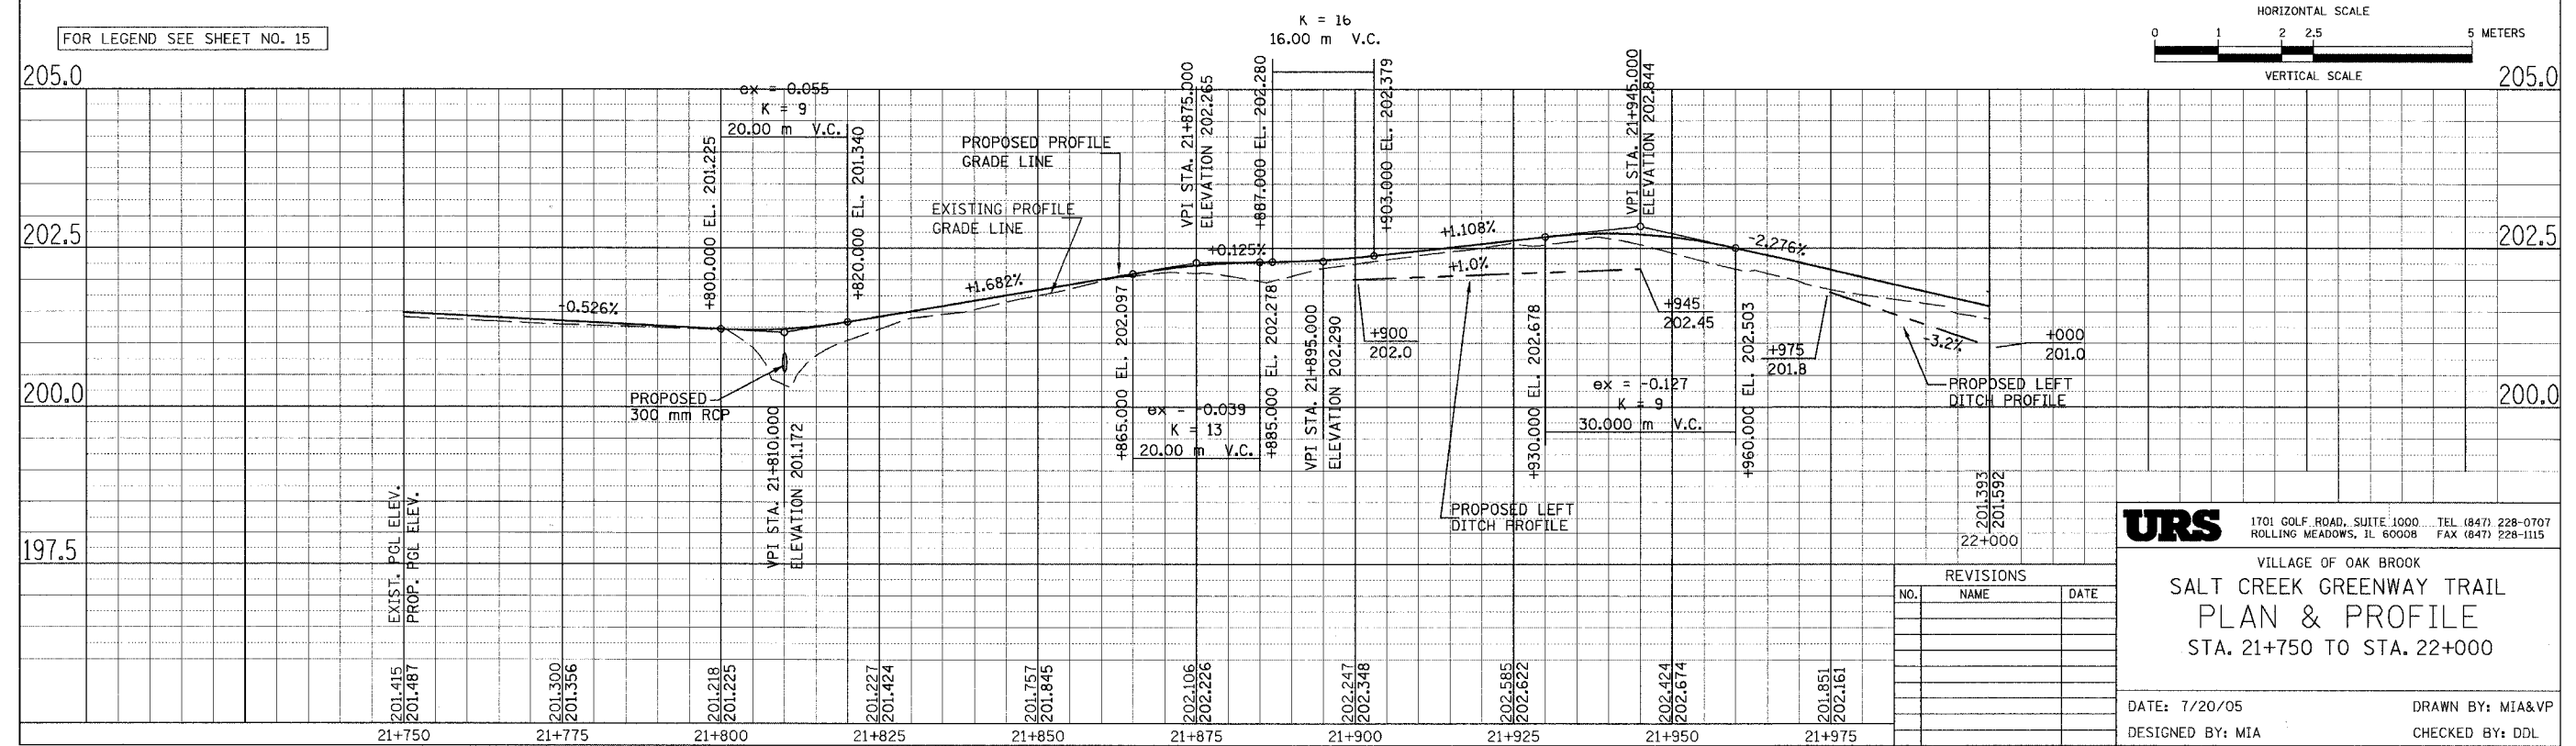 FOR LEGEND SEE SHEET NO. 15
K = 16
16.00 m V.C.
HORIZONTAL SCALE
0 1 2 2.5 5 METERS
VERTICAL SCALE
205.0
205.0
202.5
202.5
200.0
200.0
197.5
ex = 0.055
K = 9
20.00 m V.C.
+800.000 EL. 201.225
+820.000 EL. 201.340
PROPOSED PROFILE
GRADE LINE
EXISTING PROFILE
GRADE LINE
VPI STA. 21+875.000
ELEVATION 202.265
+887.000 EL. 202.280
+903.000 EL. 202.379
VPI STA. 21+945.000
ELEVATION 202.844
-0.526%
+1.682%
+0.125%
+1.108%
+1.0%
-2.276%
-3.2%
PROPOSED
300 mm RCP
VPI STA. 21+810.000
ELEVATION 201.172
+865.000 EL. 202.097
ex = -0.039
K = 13
20.00 m V.C.
+885.000 EL. 202.278
VPI STA. 21+895.000
ELEVATION 202.290
+900
202.0
+945
202.45
+930.000 EL. 202.678
ex = -0.127
K = 9
30.000 m V.C.
+960.000 EL. 202.503
+975
201.8
+000
201.0
PROPOSED LEFT
DITCH PROFILE
PROPOSED LEFT
DITCH PROFILE
EXIST. PGL ELEV.
PROP. PGL ELEV.
201.415
201.487
201.300
201.356
201.218
201.225
201.227
201.424
201.757
201.845
202.106
202.226
202.247
202.348
202.585
202.622
202.424
202.674
201.851
202.161
201.393
201.592
22+000
21+750 21+775 21+800 21+825 21+850 21+875 21+900 21+925 21+950 21+975
REVISIONS
NO. NAME DATE
URS
1701 GOLF ROAD, SUITE 1000 TEL (847) 228-0707
ROLLING MEADOWS, IL 60008 FAX (847) 228-1115
VILLAGE OF OAK BROOK
SALT CREEK GREENWAY TRAIL
PLAN & PROFILE
STA. 21+750 TO STA. 22+000
DATE: 7/20/05 DRAWN BY: MIA&VP
DESIGNED BY: MIA CHECKED BY: DDL